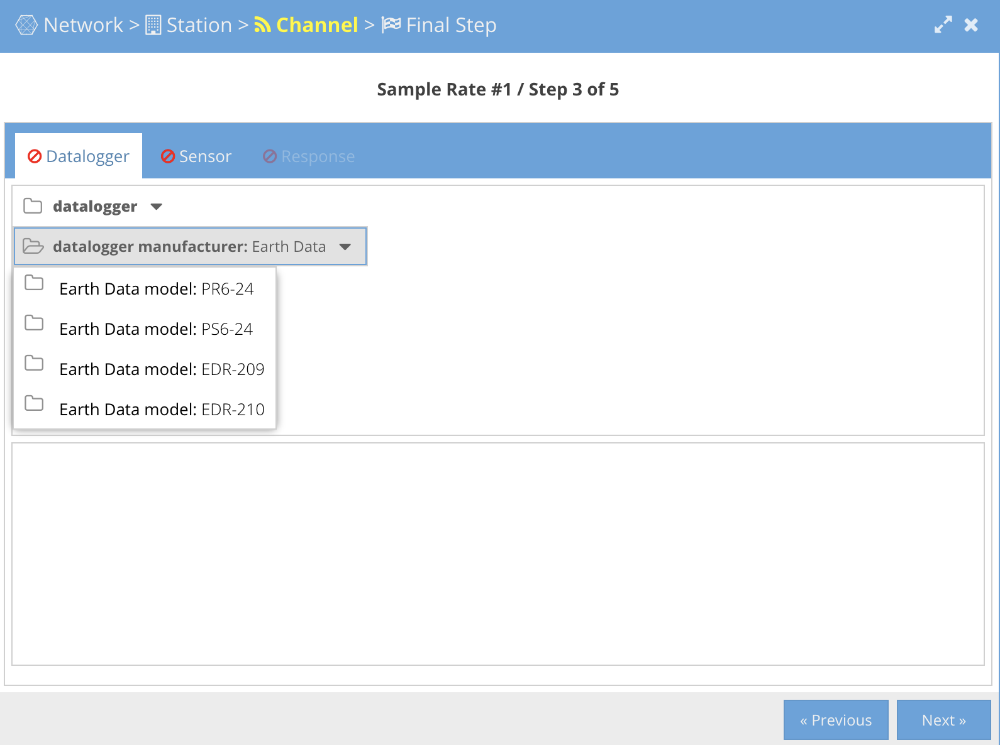 Network > Station > Channel > Final Step
Sample Rate #1 / Step 3 of 5
Datalogger Sensor Response
datalogger
datalogger manufacturer: Earth Data
Earth Data model: PR6-24
Earth Data model: PS6-24
Earth Data model: EDR-209
Earth Data model: EDR-210
« Previous Next »